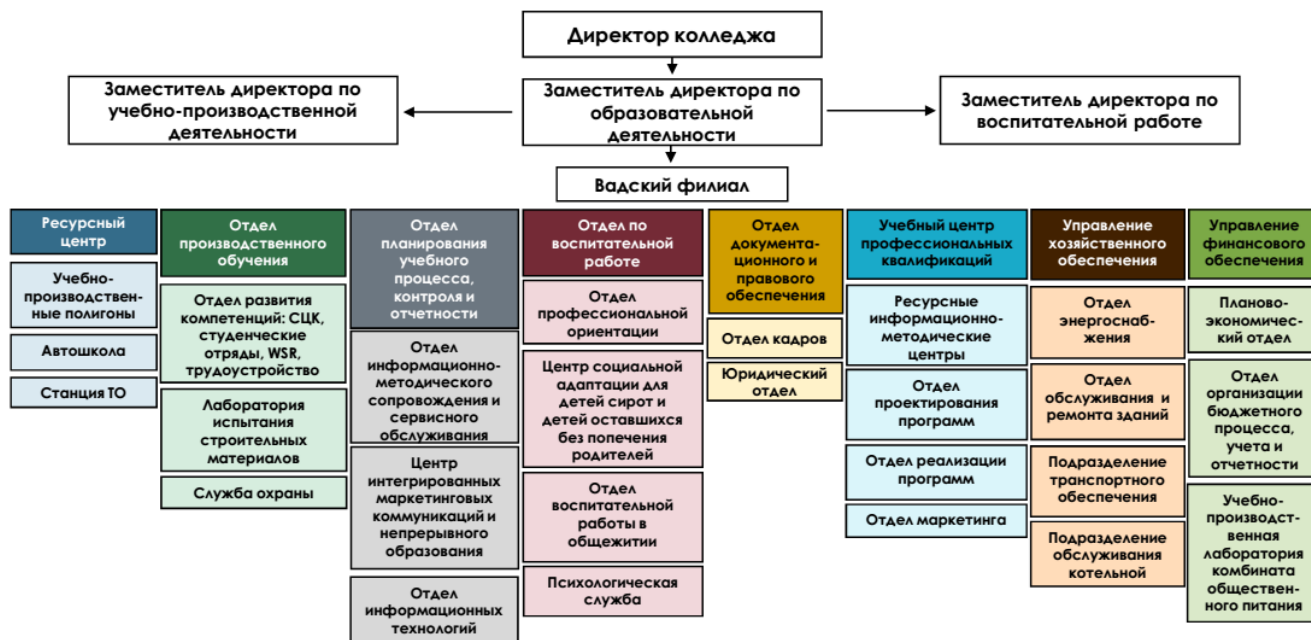 Директор колледжа
Заместитель директора по
учебно-производственной
деятельности
Заместитель директора по
образовательной
деятельности
Заместитель директора по
воспитательной работе
Вадский филиал
Ресурсный
центр
Учебно-
производствен-
ные полигоны
Автошкола
Станция ТО
Отдел
производственного
обучения
Отдел развития
компетенций: СЦК,
студенческие
отряды, WSR,
трудоустройство
Лаборатория
испытания
строительных
материалов
Служба охраны
Отдел
планирования
учебного
процесса,
контроля и
отчетности
Отдел
информационно-
методического
сопровождения и
сервисного
обслуживания
Центр
интегрированных
маркетинговых
коммуникаций и
непрерывного
образования
Отдел
информационных
технологий
Отдел по
воспитательной
работе
Отдел
профессиональной
ориентации
Центр социальной
адаптации для
детей сирот и
детей оставшихся
без попечения
родителей
Отдел
воспитательной
работы в
общежитии
Психологическая
служба
Отдел
документа-
ционного и
правового
обеспечения
Отдел кадров
Юридический
отдел
Учебный центр
профессиональных
квалификаций
Ресурсные
информационно-
методические
центры
Отдел
проектирования
программ
Отдел реализации
программ
Отдел маркетинга
Управление
хозяйственного
обеспечения
Отдел
энергоснаб-
жения
Отдел
обслуживания и
ремонта зданий
Подразделение
транспортного
обеспечения
Подразделение
обслуживания
котельной
Управление
финансового
обеспечения
Планово-
экономичес-
кий отдел
Отдел
организации
бюджетного
процесса,
учета и
отчетности
Учебно-
производст-
венная
лаборатория
комбината
обществен-
ного питания